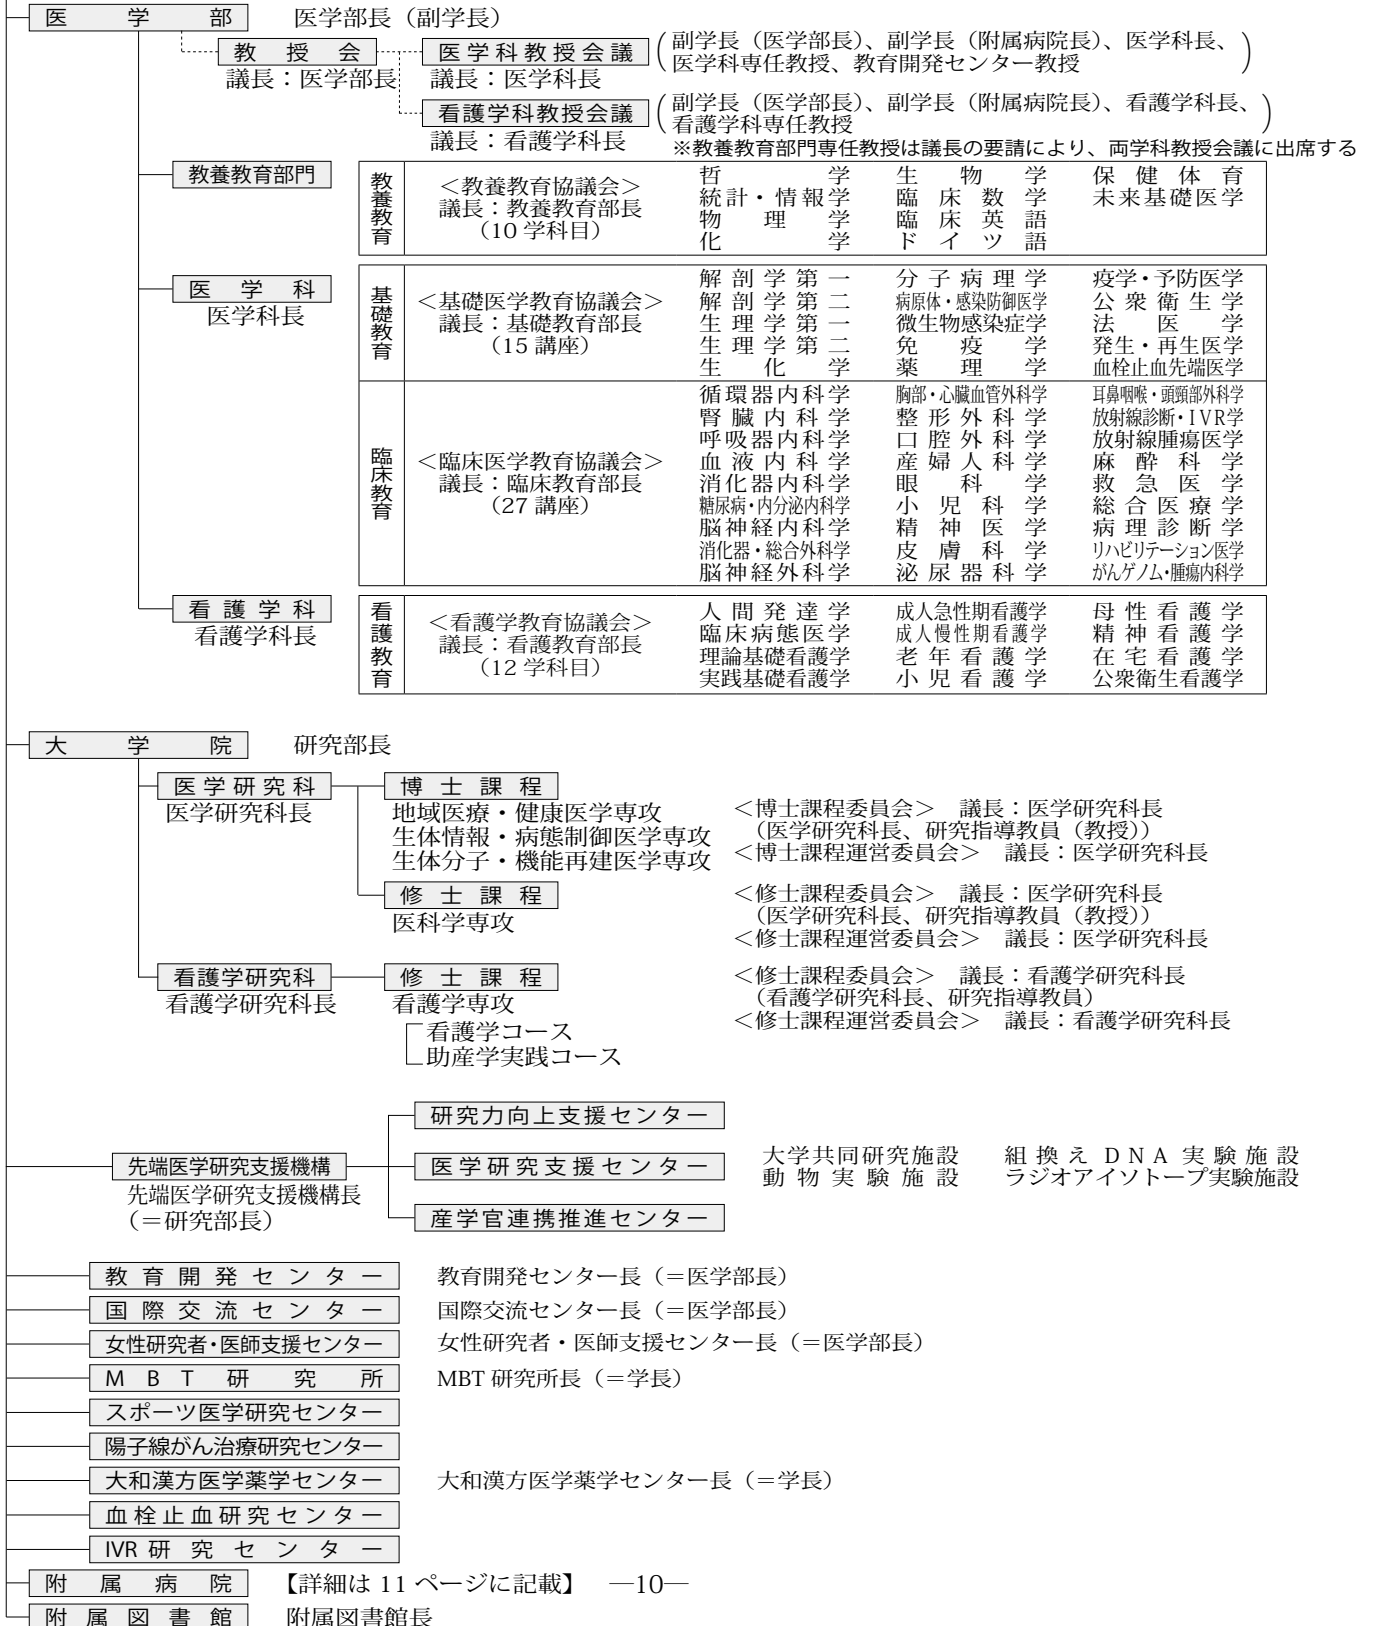 医学部 医学部長（副学長）
教授会
議長：医学部長
医学科教授会議
議長：医学科長
（副学長（医学部長）、副学長（附属病院長）、医学科長、
医学科専任教授、教育開発センター教授）
看護学科教授会議
議長：看護学科長
（副学長（医学部長）、副学長（附属病院長）、看護学科長、
看護学科専任教授）
※教養教育部門専任教授は議長の要請により、両学科教授会議に出席する
教養教育部門
教養教育
＜教養教育協議会＞
議長：教養教育部長
（10 学科目）
哲学 生物学 保健体育
統計・情報学 臨床数学 未来基礎医学
物理学 臨床英語
化学 ドイツ語
医学科
医学科長
基礎教育
＜基礎医学教育協議会＞
議長：基礎教育部長
（15 講座）
解剖学第一 分子病理学 疫学・予防医学
解剖学第二 病原体・感染防御医学 公衆衛生学
生理学第一 微生物感染症学 法医学
生理学第二 免疫学 発生・再生医学
生化学 薬理学 血栓止血先端医学
臨床教育
＜臨床医学教育協議会＞
議長：臨床教育部長
（27 講座）
循環器内科学 胸部・心臓血管外科学 耳鼻咽喉・頭頸部外科学
腎臓内科学 整形外科学 放射線診断・IVR学
呼吸器内科学 口腔外科学 放射線腫瘍医学
血液内科学 産婦人科学 麻酔科学
消化器内科学 眼科学 救急医学
糖尿病・内分泌内科学 小児科学 総合医療学
脳神経内科学 精神医学 病理診断学
消化器・総合外科学 皮膚科学 リハビリテーション医学
脳神経外科学 泌尿器科学 がんゲノム・腫瘍内科学
看護学科
看護学科長
看護教育
＜看護学教育協議会＞
議長：看護教育部長
（12 学科目）
人間発達学 成人急性期看護学 母性看護学
臨床病態医学 成人慢性期看護学 精神看護学
理論基礎看護学 老年看護学 在宅看護学
実践基礎看護学 小児看護学 公衆衛生看護学
大学院 研究部長
医学研究科
医学研究科長
博士課程
地域医療・健康医学専攻
生体情報・病態制御医学専攻
生体分子・機能再建医学専攻
＜博士課程委員会＞ 議長：医学研究科長
（医学研究科長、研究指導教員（教授））
＜博士課程運営委員会＞ 議長：医学研究科長
修士課程
医科学専攻
＜修士課程委員会＞ 議長：医学研究科長
（医学研究科長、研究指導教員（教授））
＜修士課程運営委員会＞ 議長：医学研究科長
看護学研究科
看護学研究科長
修士課程
看護学専攻
看護学コース
助産学実践コース
＜修士課程委員会＞ 議長：看護学研究科長
（看護学研究科長、研究指導教員）
＜修士課程運営委員会＞ 議長：看護学研究科長
先端医学研究支援機構
先端医学研究支援機構長
（＝研究部長）
研究力向上支援センター
医学研究支援センター
大学共同研究施設 組換えDNA実験施設
動物実験施設 ラジオアイソトープ実験施設
産学官連携推進センター
教育開発センター 教育開発センター長（＝医学部長）
国際交流センター 国際交流センター長（＝医学部長）
女性研究者・医師支援センター 女性研究者・医師支援センター長（＝医学部長）
MBT研究所 MBT 研究所長（＝学長）
スポーツ医学研究センター
陽子線がん治療研究センター
大和漢方医学薬学センター 大和漢方医学薬学センター長（＝学長）
血栓止血研究センター
IVR研究センター
附属病院 【詳細は 11 ページに記載】 —10—
附属図書館 附属図書館長